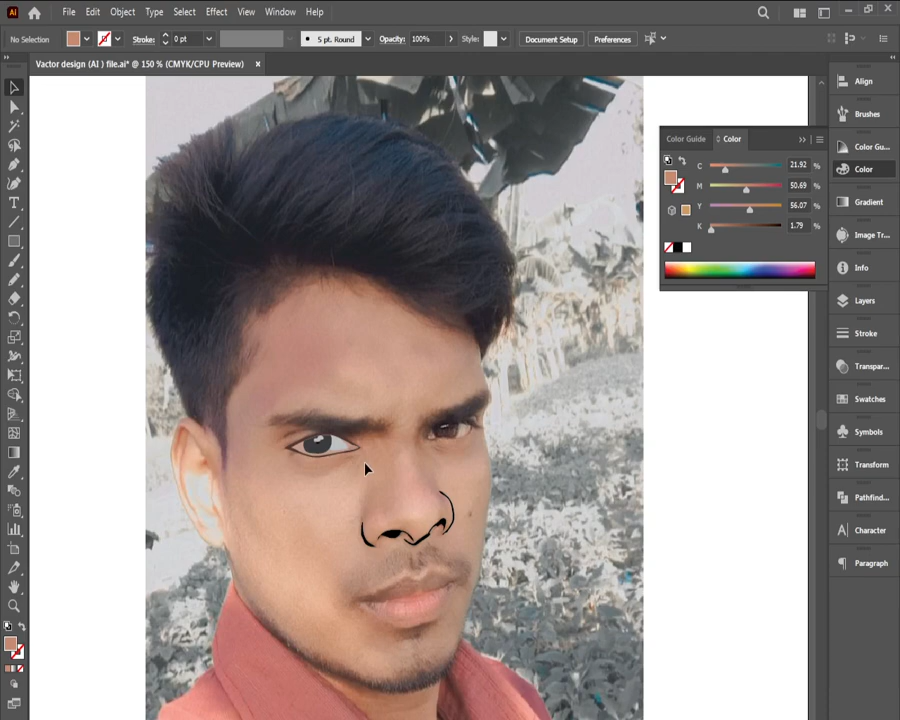 Ai File Edit Object Type Select Effect View Window Help
No Selection Stroke: 0 pt 5 pt. Round Opacity: 100% Style: Document Setup Preferences
Vactor design (AI ) file.ai* @ 150 % (CMYK/CPU Preview) ×
Color Guide Color
C 21.92 %
M 50.69 %
Y 56.07 %
K 1.79 %
Align
Brushes
Color Gu...
Color
Gradient
Image Tr...
Info
Layers
Stroke
Transpar...
Swatches
Symbols
Transform
Pathfind...
Character
Paragraph